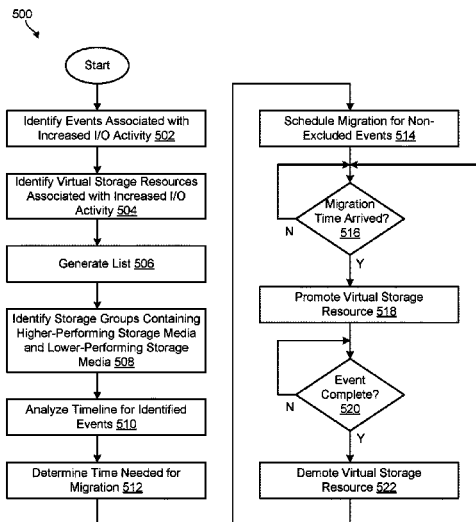 500
Start
Identify Events Associated with
Increased I/O Activity 502
Identify Virtual Storage Resources
Associated with Increased I/O
Activity 504
Generate List 506
Identify Storage Groups Containing
Higher-Performing Storage Media
and Lower-Performing Storage
Media 508
Analyze Timeline for Identified
Events 510
Determine Time Needed for
Migration 512
Schedule Migration for Non-
Excluded Events 514
Migration
Time Arrived?
516
N
Y
Promote Virtual Storage
Resource 518
Event
Complete?
520
N
Y
Demote Virtual Storage
Resource 522